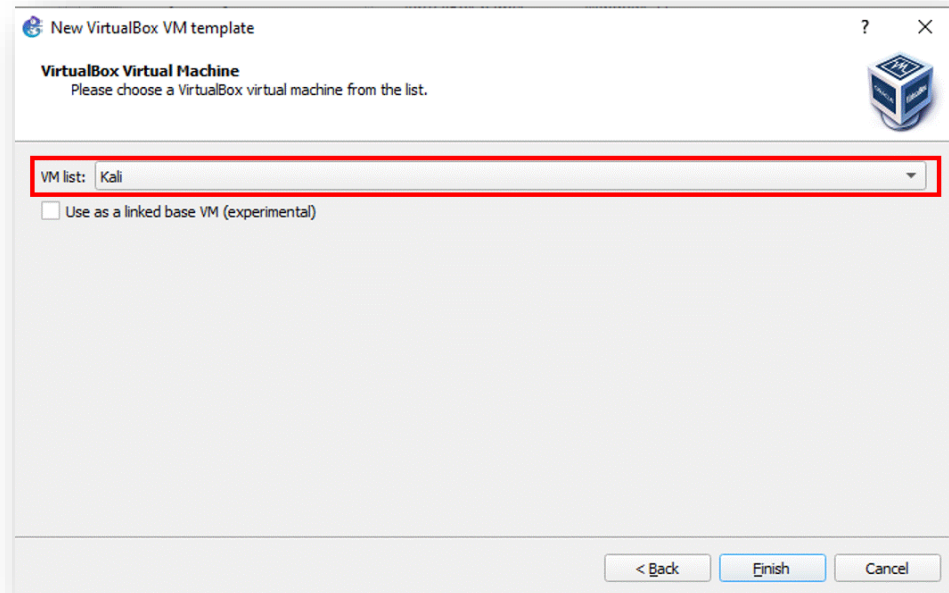 New VirtualBox VM template
? 
VirtualBox Virtual Machine
Please choose a VirtualBox virtual machine from the list.
VM list: Kali
Use as a linked base VM (experimental)
< Back Finish Cancel